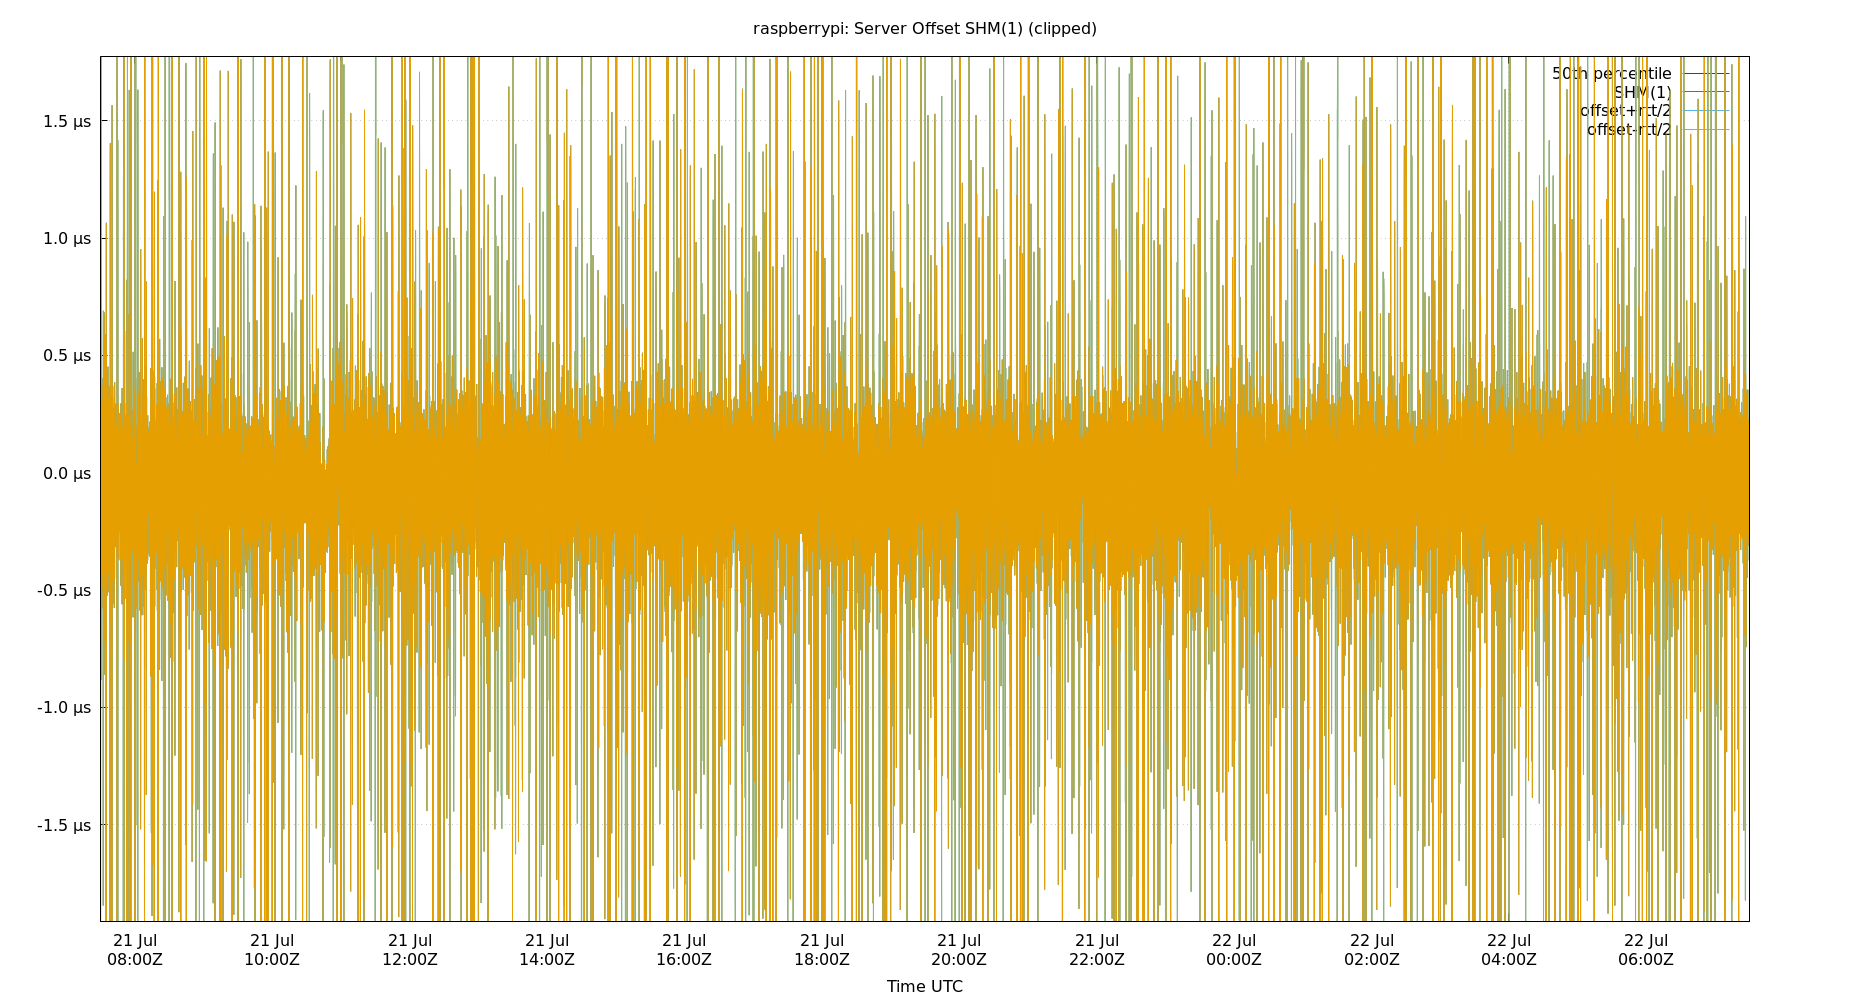 raspberrypi: Server Offset SHM(1) (clipped)
50th percentile
SHM(1)
offset+rtt/2
offset-rtt/2
1.5 μs
1.0 μs
0.5 μs
0.0 μs
-0.5 μs
-1.0 μs
-1.5 μs
21 Jul 21 Jul 21 Jul 21 Jul 21 Jul 21 Jul 21 Jul 21 Jul 22 Jul 22 Jul 22 Jul 22 Jul
08:00Z 10:00Z 12:00Z 14:00Z 16:00Z 18:00Z 20:00Z 22:00Z 00:00Z 02:00Z 04:00Z 06:00Z
Time UTC